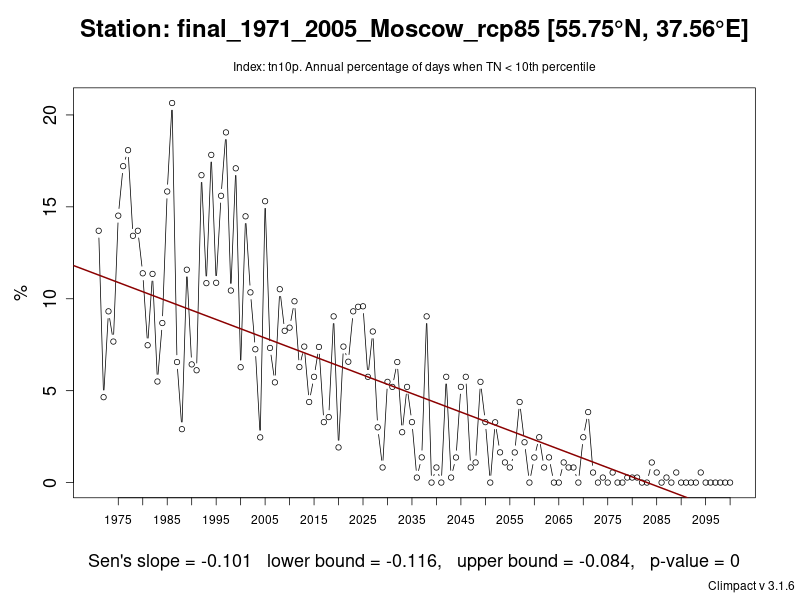 Station: final_1971_2005_Moscow_rcp85 [55.75°N, 37.56°E]
Index: tn10p. Annual percentage of days when TN < 10th percentile
20
15
10
5
0
%
1975 1985 1995 2005 2015 2025 2035 2045 2055 2065 2075 2085 2095
Sen's slope = -0.101 lower bound = -0.116, upper bound = -0.084, p-value = 0
Climpact v 3.1.6